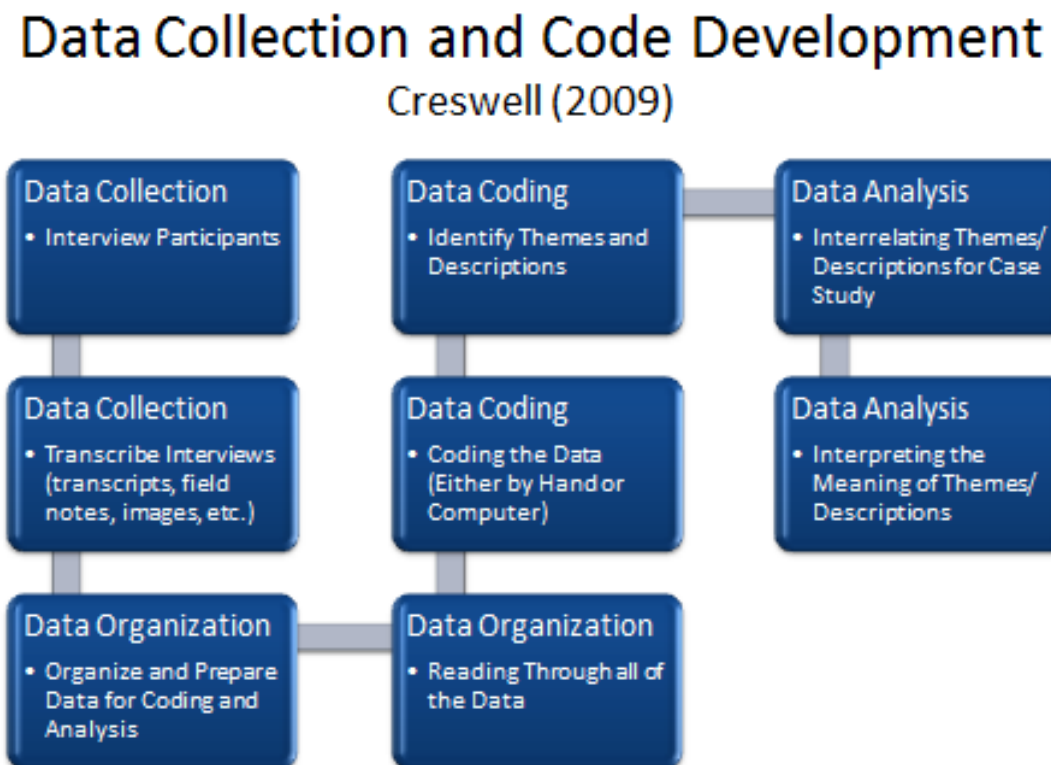 Data Collection and Code Development
Creswell (2009)
Data Collection
• Interview Participants
Data Collection
• Transcribe Interviews
(transcripts, field
notes, images, etc.)
Data Organization
• Organize and Prepare
Data for Coding and
Analysis
Data Organization
• Reading Through all of
the Data
Data Coding
• Coding the Data
(Either by Hand or
Computer)
Data Coding
• Identify Themes and
Descriptions
Data Analysis
• Interrelating Themes/
Descriptions for Case
Study
Data Analysis
• Interpreting the
Meaning of Themes/
Descriptions